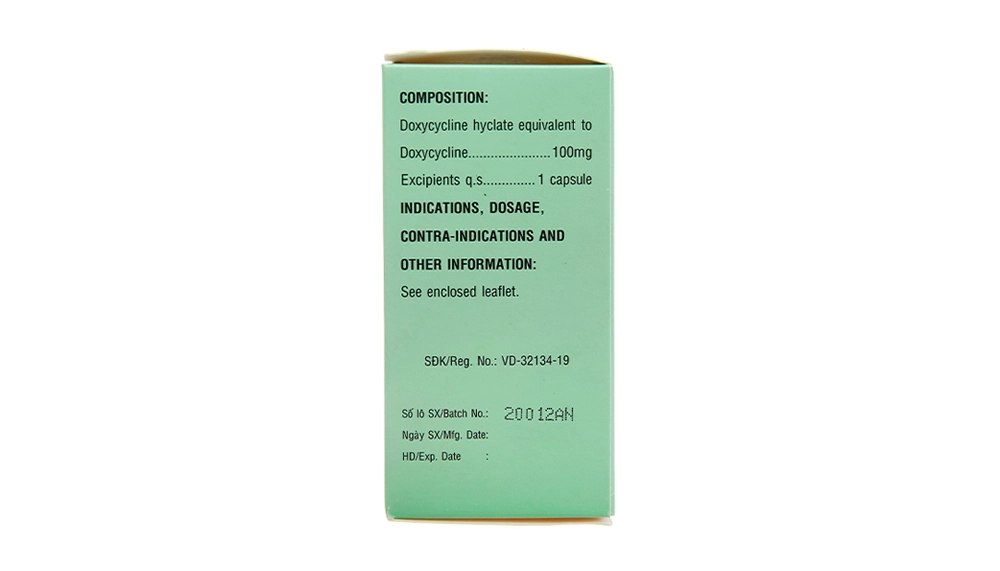 COMPOSITION:
Doxycycline hyclate equivalent to
Doxycycline......................100mg
Excipients q.s..............1 capsule
INDICATIONS, DOSAGE,
CONTRA-INDICATIONS AND
OTHER INFORMATION:
See enclosed leaflet.
SĐK/Reg. No.: VD-32134-19
Số lô SX/Batch No.: 20012AN
Ngày SX/Mfg. Date:
HD/Exp. Date :